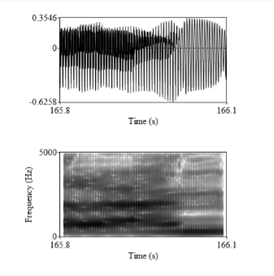 0.3546
0
-0.6258
165.8 166.1
Time (s)
5000
Frequency (Hz)
0
165.8 166.1
Time (s)